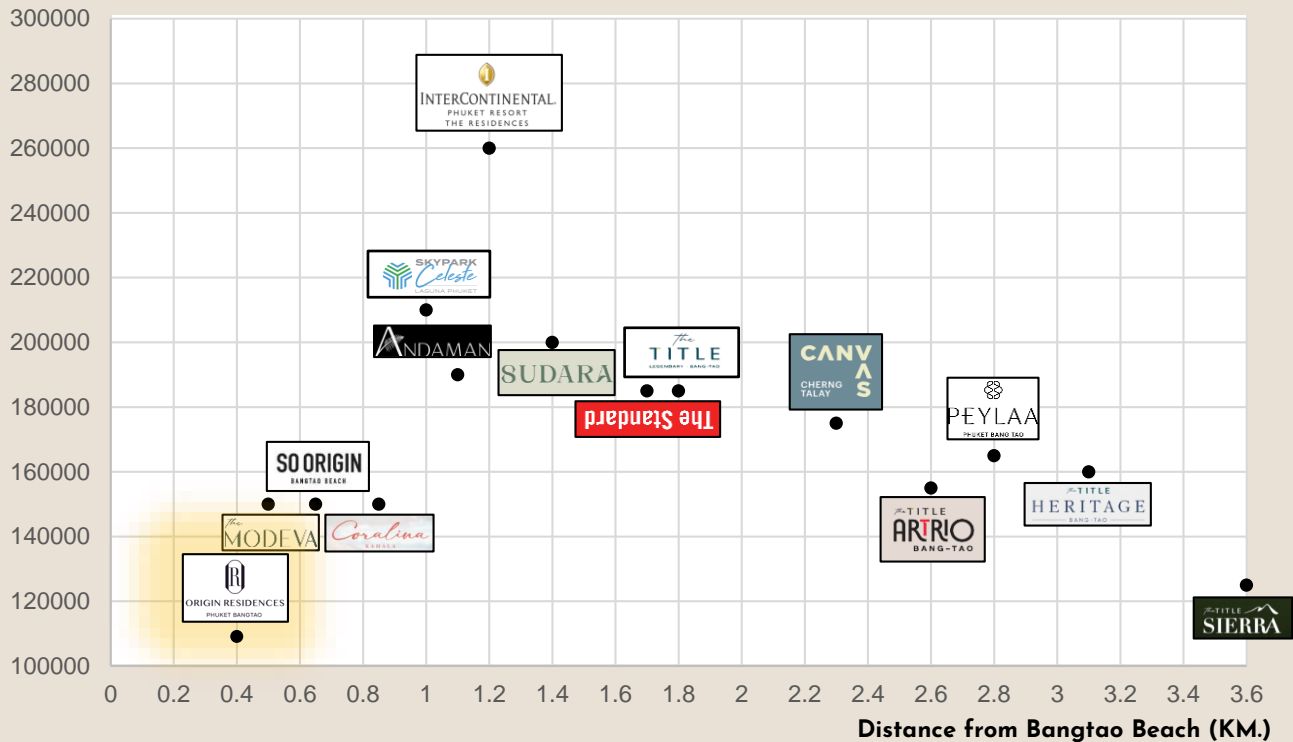 300000
280000
260000
240000
220000
200000
180000
160000
140000
120000
100000
INTERCONTINENTAL.
PHUKET RESORT
THE RESIDENCES
SKYPARK
Celeste
LAGUNA PHUKET
ANDAMAN
SUDARA
The TITLE
LEGENDARY · BANG-TAO
The Standard
CANVAS
CHERNG
TALAY
PEYLAA
PHUKET BANG TAO
SO ORIGIN
BANGTAO BEACH
The
MODEVA
Coralina
KAMALA
R
ORIGIN RESIDENCES
PHUKET BANGTAO
The TITLE
ARTRIO
BANG-TAO
The TITLE
HERITAGE
BANG-TAO
The TITLE
SIERRA
0 0.2 0.4 0.6 0.8 1 1.2 1.4 1.6 1.8 2 2.2 2.4 2.6 2.8 3 3.2 3.4 3.6
Distance from Bangtao Beach (KM.)